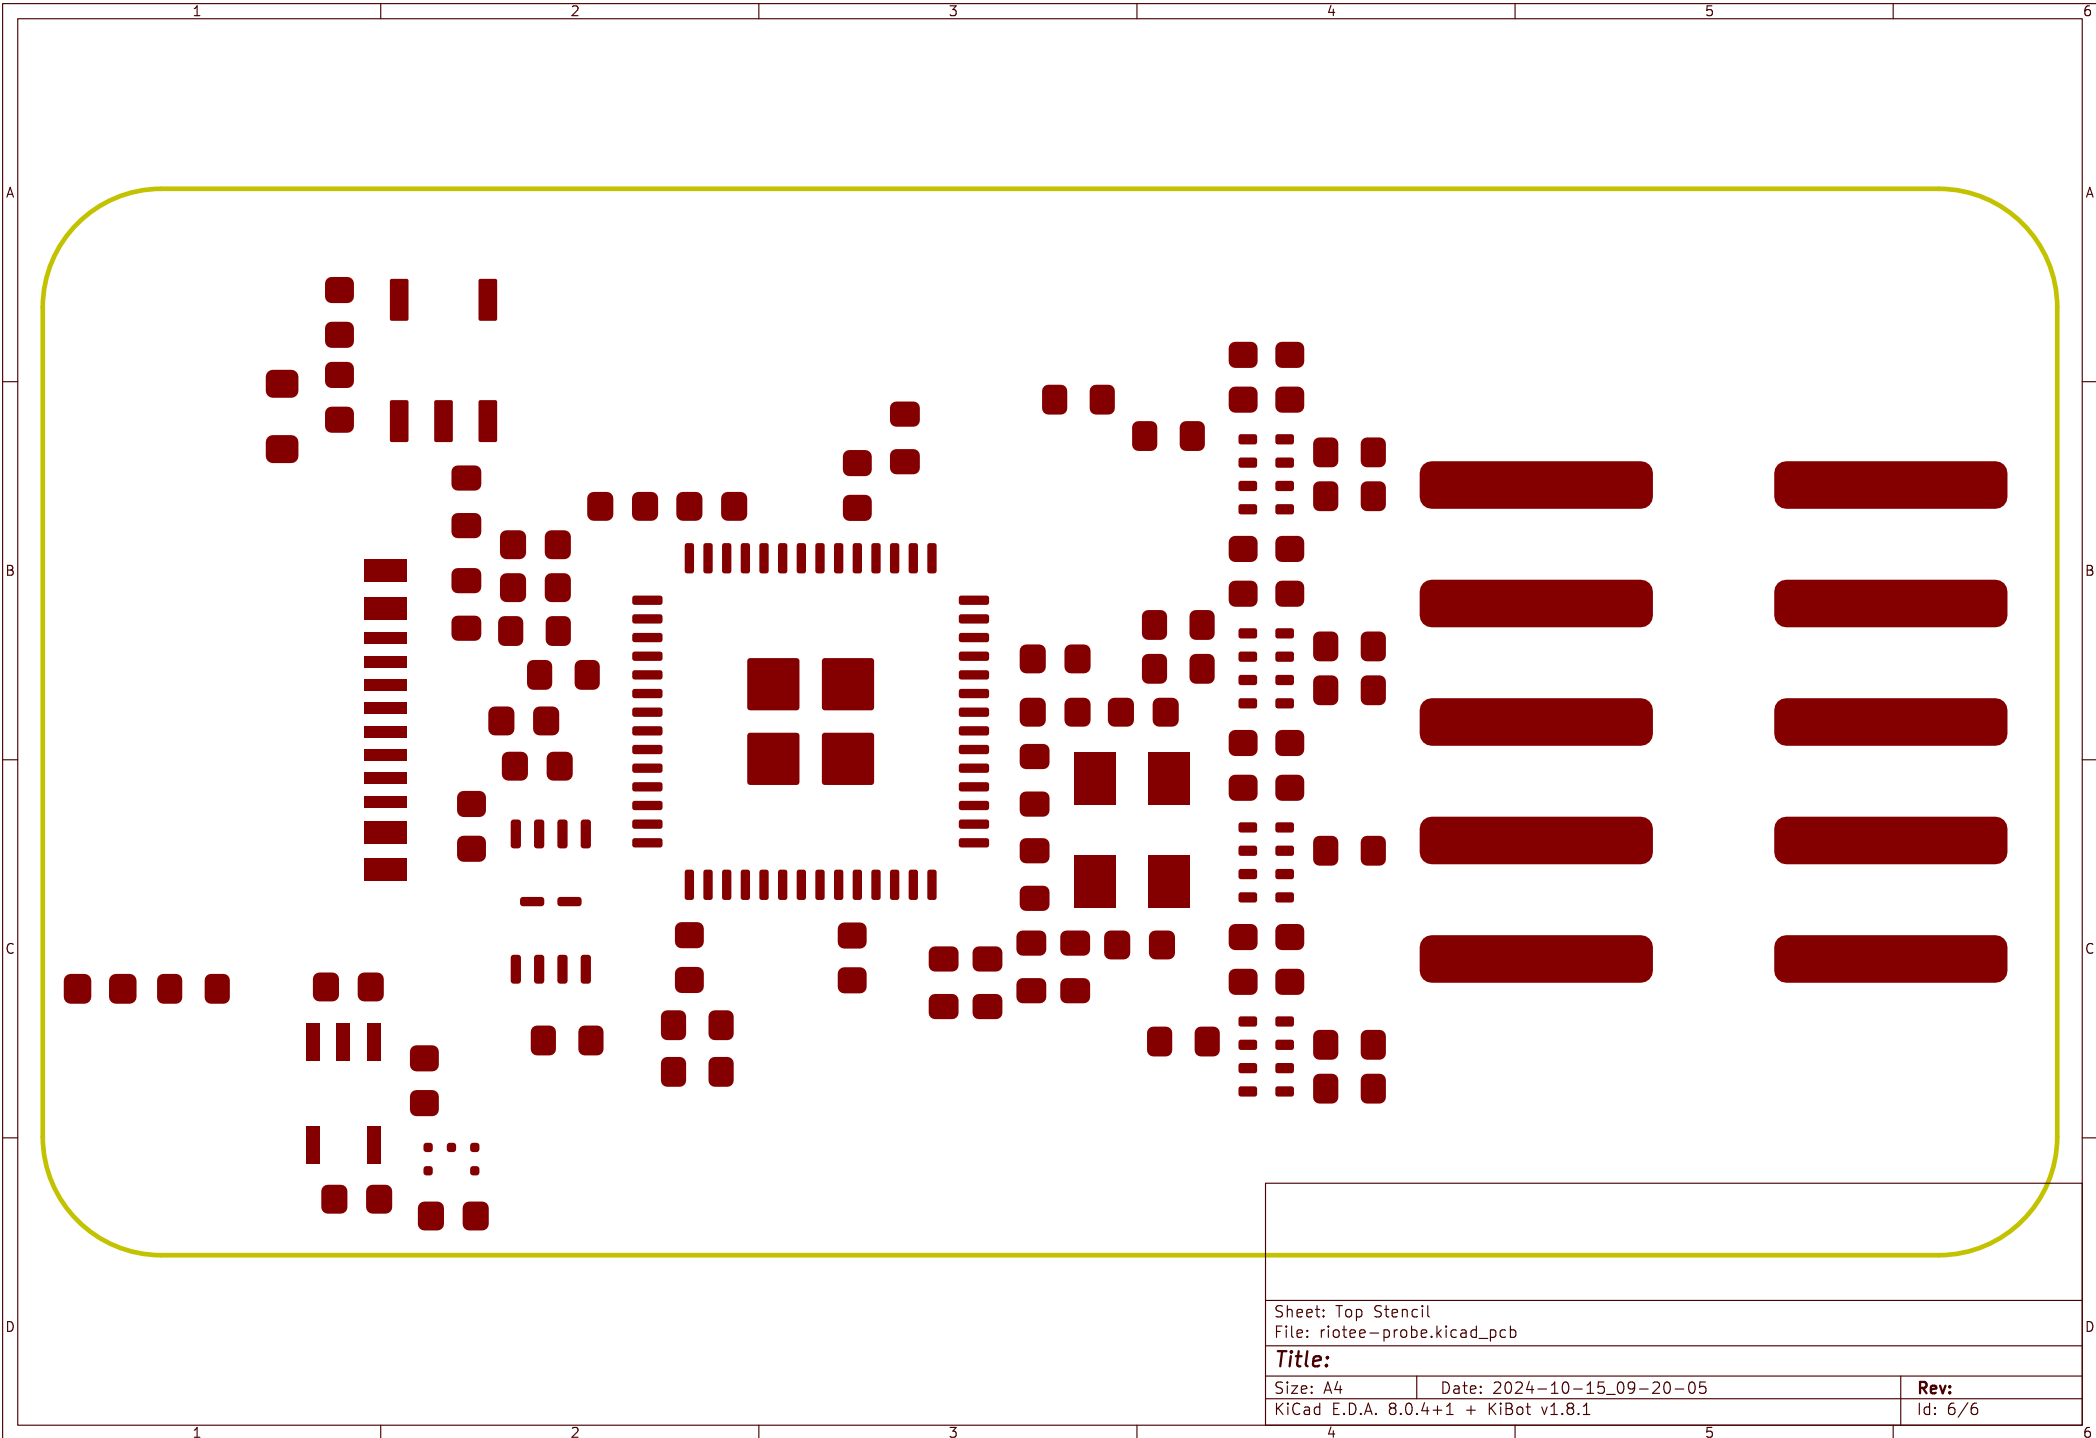 1 2 3 4 5 6
A A
B B
C C
D D
Sheet: Top Stencil
File: riotee-probe.kicad_pcb
Title:
Size: A4 Date: 2024-10-15_09-20-05 Rev:
KiCad E.D.A. 8.0.4+1 + KiBot v1.8.1 Id: 6/6
1 2 3 4 5 6